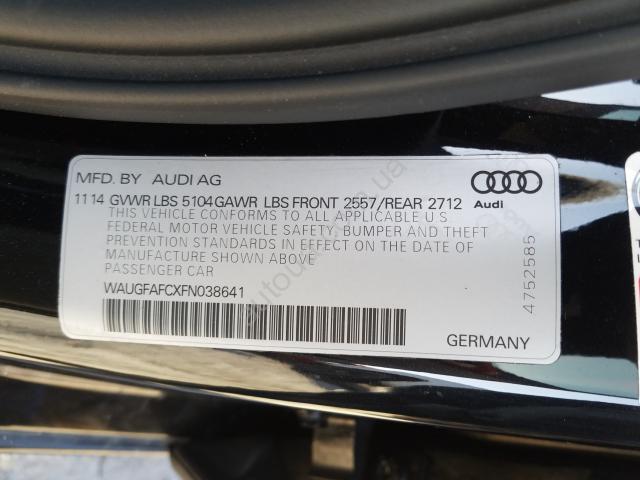 MFD. BY AUDI AG
11 14 GVWR LBS 5104 GAWR LBS FRONT 2557/REAR 2712
THIS VEHICLE CONFORMS TO ALL APPLICABLE U S
FEDERAL MOTOR VEHICLE SAFETY, BUMPER AND THEFT
PREVENTION STANDARDS IN EFFECT ON THE DATE OF
MANUFACTURE SHOWN ABOVE
PASSENGER CAR
WAUGFAFCXFN038641
Audi
4752585
GERMANY